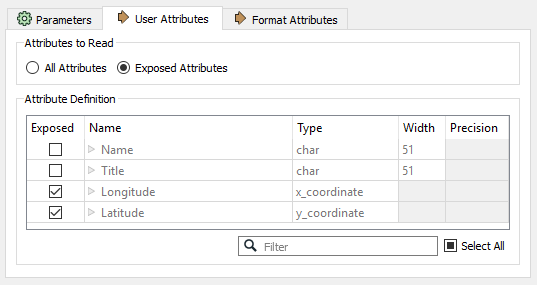 Parameters User Attributes Format Attributes
Attributes to Read
All Attributes Exposed Attributes
Attribute Definition
Exposed Name Type Width Precision
Name char 51
Title char 51
Longitude x_coordinate
Latitude y_coordinate
Filter Select All